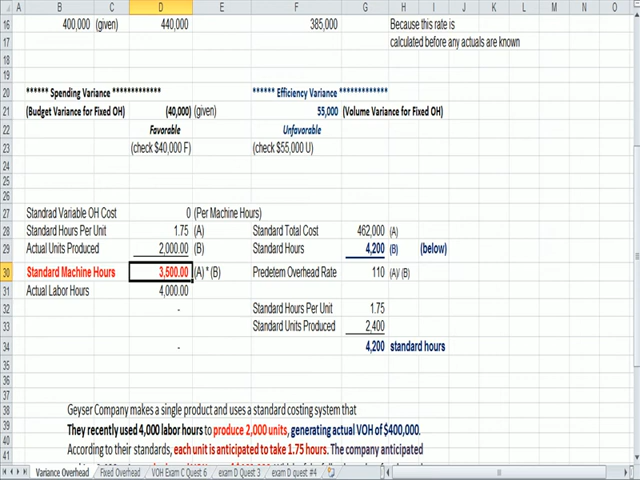 B C D E F G H I J K L M N O
16 400,000 (given) 440,000 385,000 Because this rate is
17 calculated before any actuals are known
18
19
20 ****** Spending Variance ************* ****** Efficiency Variance *************
21 (Budget Variance for Fixed OH) (40,000) (given) 55,000 (Volume Variance for Fixed OH)
22 Favorable Unfavorable
23 (check $40,000 F) (check $55,000 U)
24
25
26
27 Standrad Variable OH Cost 0 (Per Machine Hours)
28 Standard Hours Per Unit 1.75 (A) Standard Total Cost 462,000 (A)
29 Actual Units Produced 2,000.00 (B) Standard Hours 4,200 (B) (below)
30 Standard Machine Hours 3,500.00 (A) * (B) Predetem Overhead Rate 110 (A)/ (B)
31 Actual Labor Hours 4,000.00
32 - Standard Hours Per Unit 1.75
33 Standard Units Produced 2,400
34 - 4,200 standard hours
35
36
37
38 Geyser Company makes a single product and uses a standard costing system that
39 They recently used 4,000 labor hours to produce 2,000 units, generating actual VOH of $400,000.
40
41 According to their standards, each unit is anticipated to take 1.75 hours. The company anticipated
Variance Overhead Fixed Overhead VOH Exam C Quest 6 exam D Quest 3 exam D quest #4